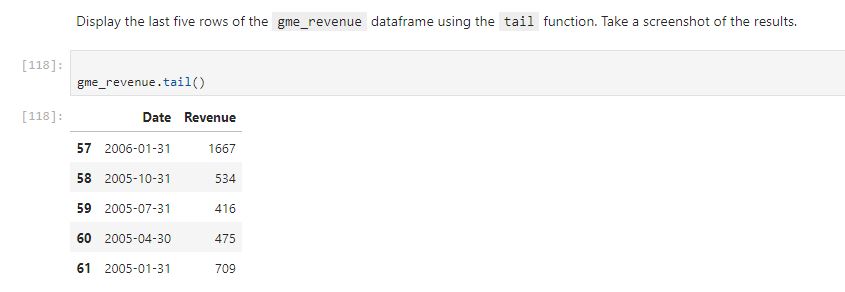 Display the last five rows of the gme_revenue dataframe using the tail function. Take a screenshot of the results.
[118]:
gme_revenue.tail()
[118]:
Date Revenue
57 2006-01-31 1667
58 2005-10-31 534
59 2005-07-31 416
60 2005-04-30 475
61 2005-01-31 709